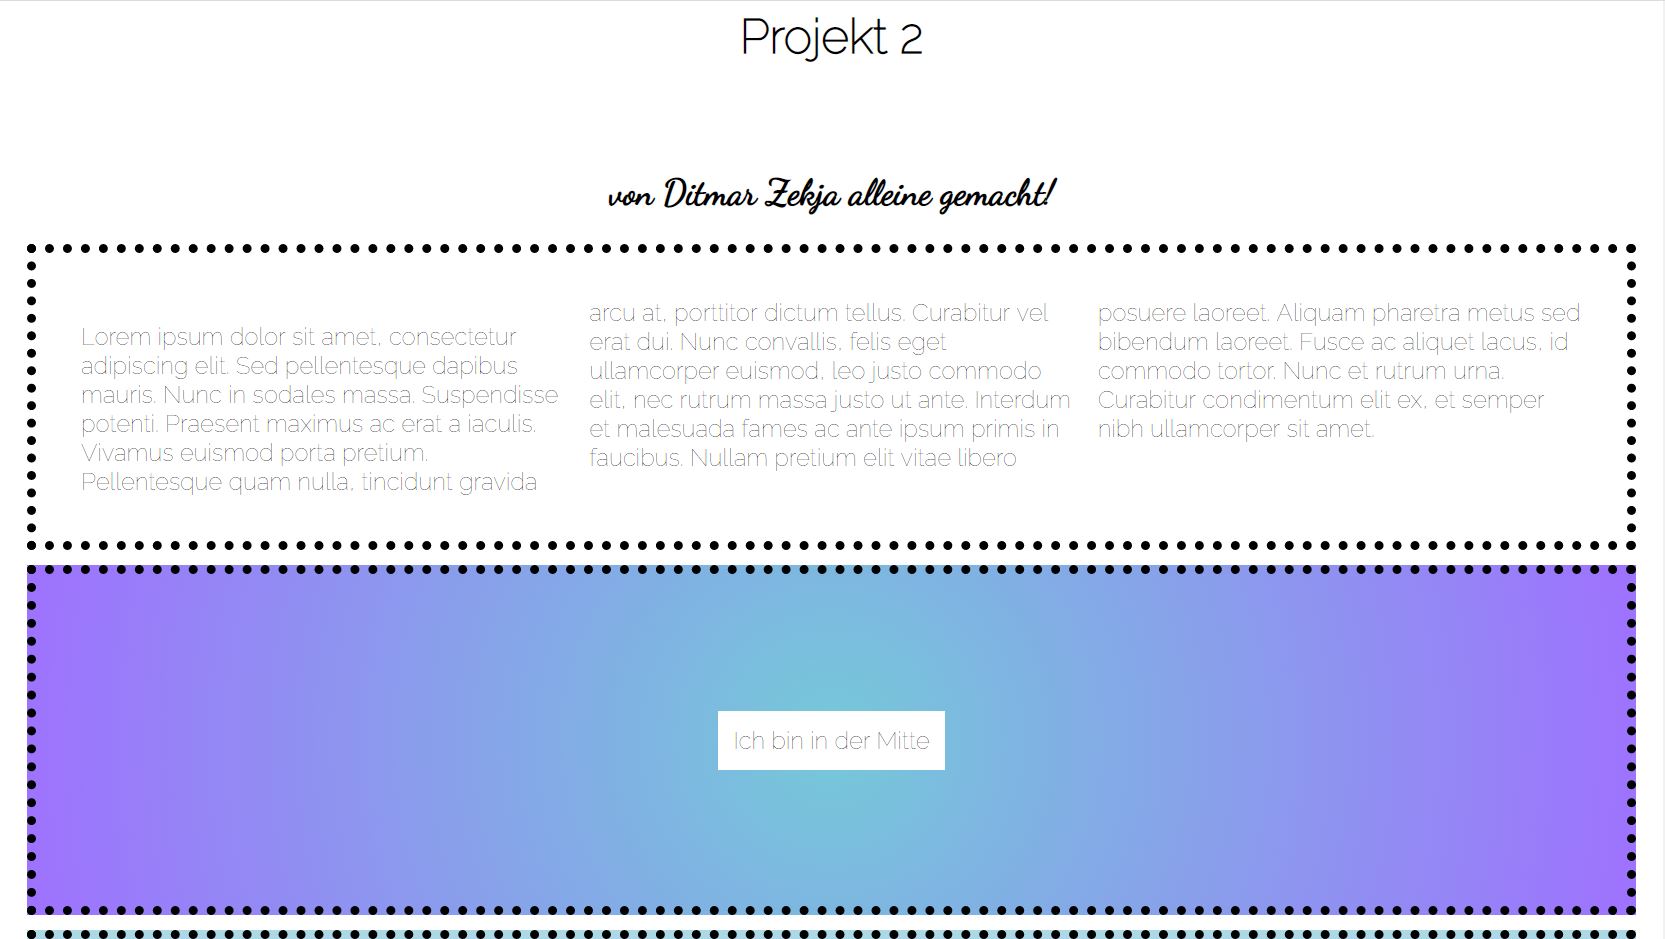 Projekt 2
von Ditmar Zekja alleine gemacht!
Lorem ipsum dolor sit amet, consectetur
adipiscing elit. Sed pellentesque dapibus
mauris. Nunc in sodales massa. Suspendisse
potenti. Praesent maximus ac erat a iaculis.
Vivamus euismod porta pretium.
Pellentesque quam nulla, tincidunt gravida
arcu at, porttitor dictum tellus. Curabitur vel
erat dui. Nunc convallis, felis eget
ullamcorper euismod, leo justo commodo
elit, nec rutrum massa justo ut ante. Interdum
et malesuada fames ac ante ipsum primis in
faucibus. Nullam pretium elit vitae libero
posuere laoreet. Aliquam pharetra metus sed
bibendum laoreet. Fusce ac aliquet lacus, id
commodo tortor. Nunc et rutrum urna.
Curabitur condimentum elit ex, et semper
nibh ullamcorper sit amet.
Ich bin in der Mitte